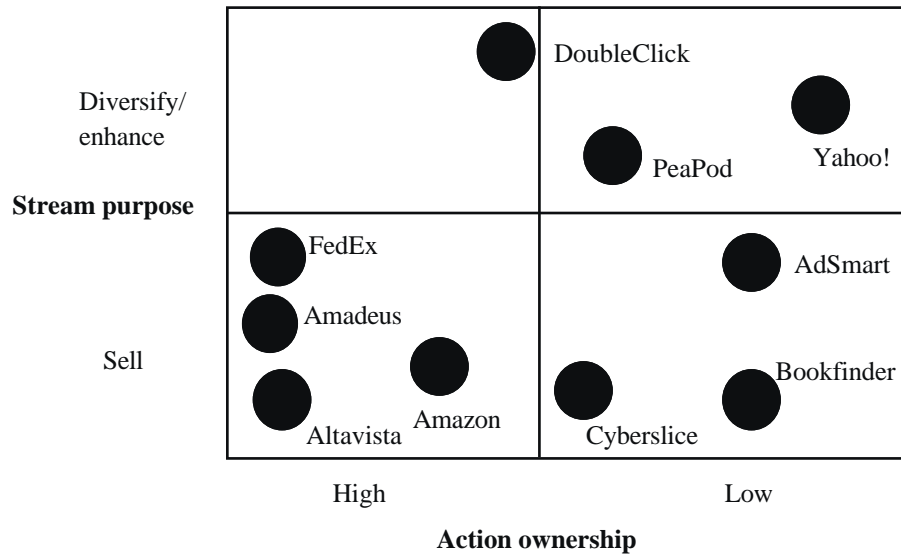 DoubleClick
Diversify/
enhance
Yahoo!
PeaPod
Stream purpose
FedEx
AdSmart
Amadeus
Sell
Bookfinder
Amazon
Altavista
Cyberslice
High
Low
Action ownership